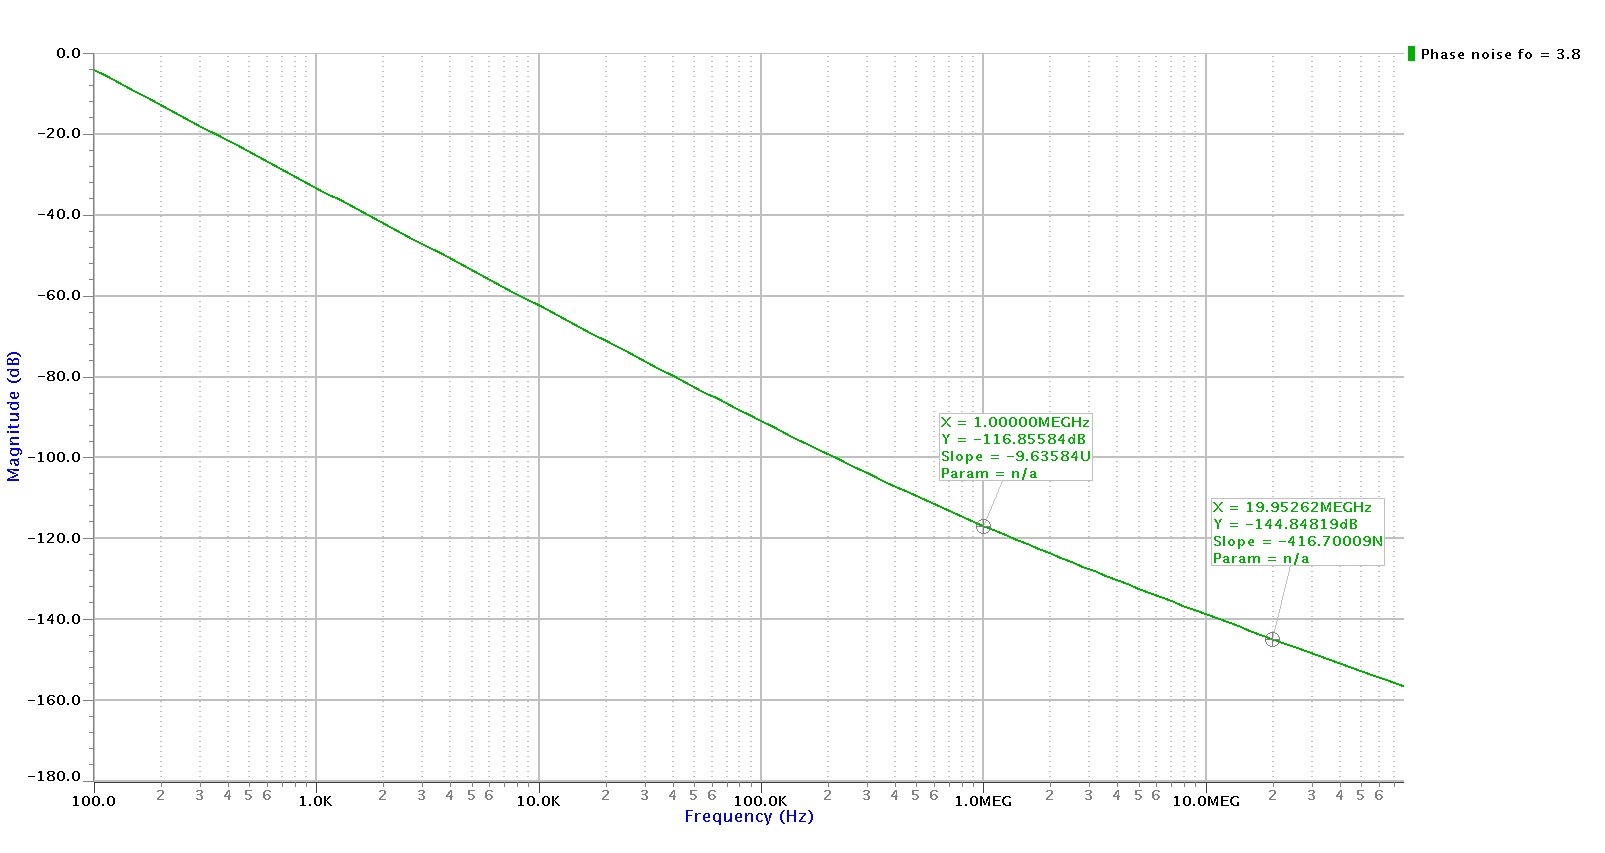 Phase noise fo = 3.8
0.0
-20.0
-40.0
-60.0
-80.0
-100.0
-120.0
-140.0
-160.0
-180.0
Magnitude (dB)
X = 1.00000MEGHz
Y = -116.85584dB
Slope = -9.63584U
Param = n/a
X = 19.95262MEGHz
Y = -144.84819dB
Slope = -416.70009N
Param = n/a
100.0 2 3 4 5 6 1.0K 2 3 4 5 6 10.0K 2 3 4 5 6 100.0K 2 3 4 5 6 1.0MEG 2 3 4 5 6 10.0MEG 2 3 4 5 6
Frequency (Hz)